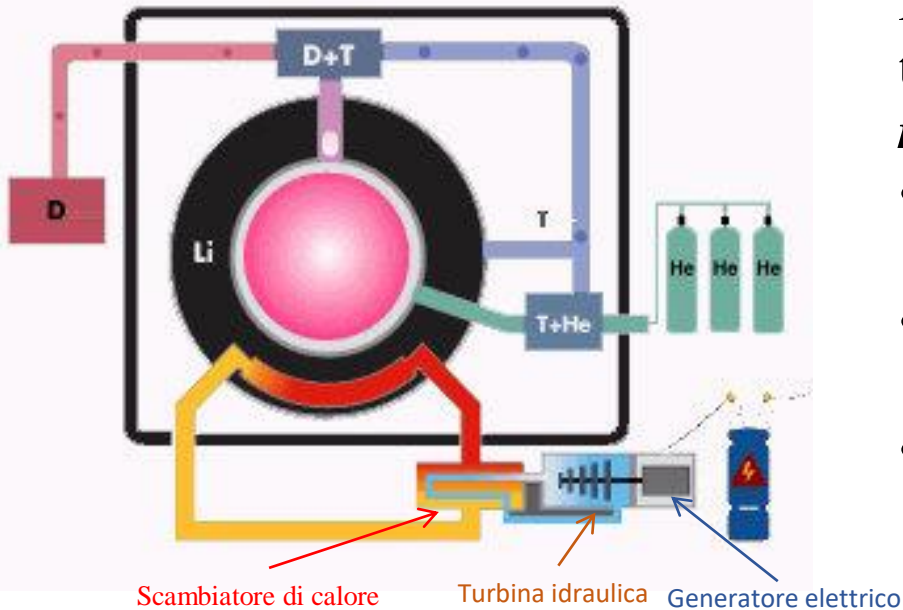 D+T
D
T
Li
He He He
T+He
Scambiatore di calore
Turbina idraulica
Generatore elettrico